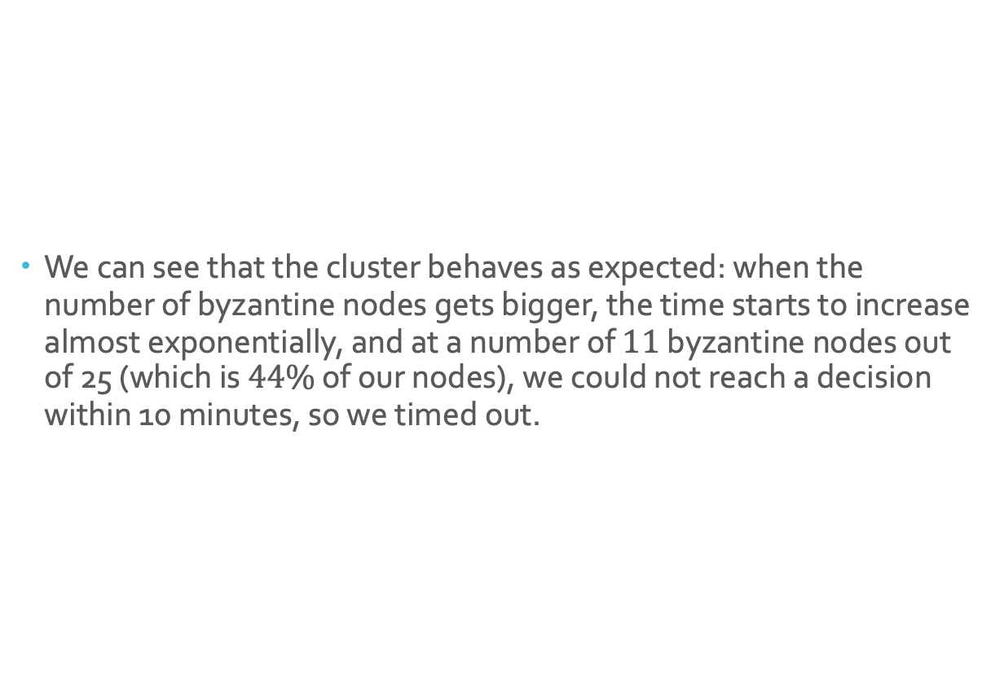 • We can see that the cluster behaves as expected: when the
number of byzantine nodes gets bigger, the time starts to increase
almost exponentially, and at a number of 11 byzantine nodes out
of 25 (which is 44% of our nodes), we could not reach a decision
within 10 minutes, so we timed out.